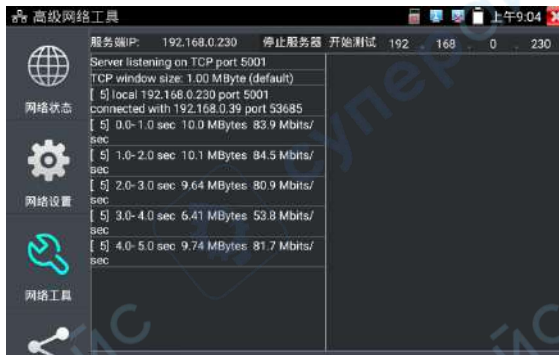 高级网络工具
上午9:04
服务端IP: 192.168.0.230 停止服务器 开始测试 192 . 168 . 0 . 230
网络状态
网络设置
网络工具
Server listening on TCP port 5001
TCP window size: 1.00 MByte (default)
[ 5] local 192.168.0.230 port 5001
connected with 192.168.0.39 port 53685
[ 5] 0.0- 1.0 sec 10.0 MBytes 83.9 Mbits/
sec
[ 5] 1.0- 2.0 sec 10.1 MBytes 84.5 Mbits/
sec
[ 5] 2.0- 3.0 sec 9.64 MBytes 80.9 Mbits/
sec
[ 5] 3.0- 4.0 sec 6.41 MBytes 53.8 Mbits/
sec
[ 5] 4.0- 5.0 sec 9.74 MBytes 81.7 Mbits/
sec